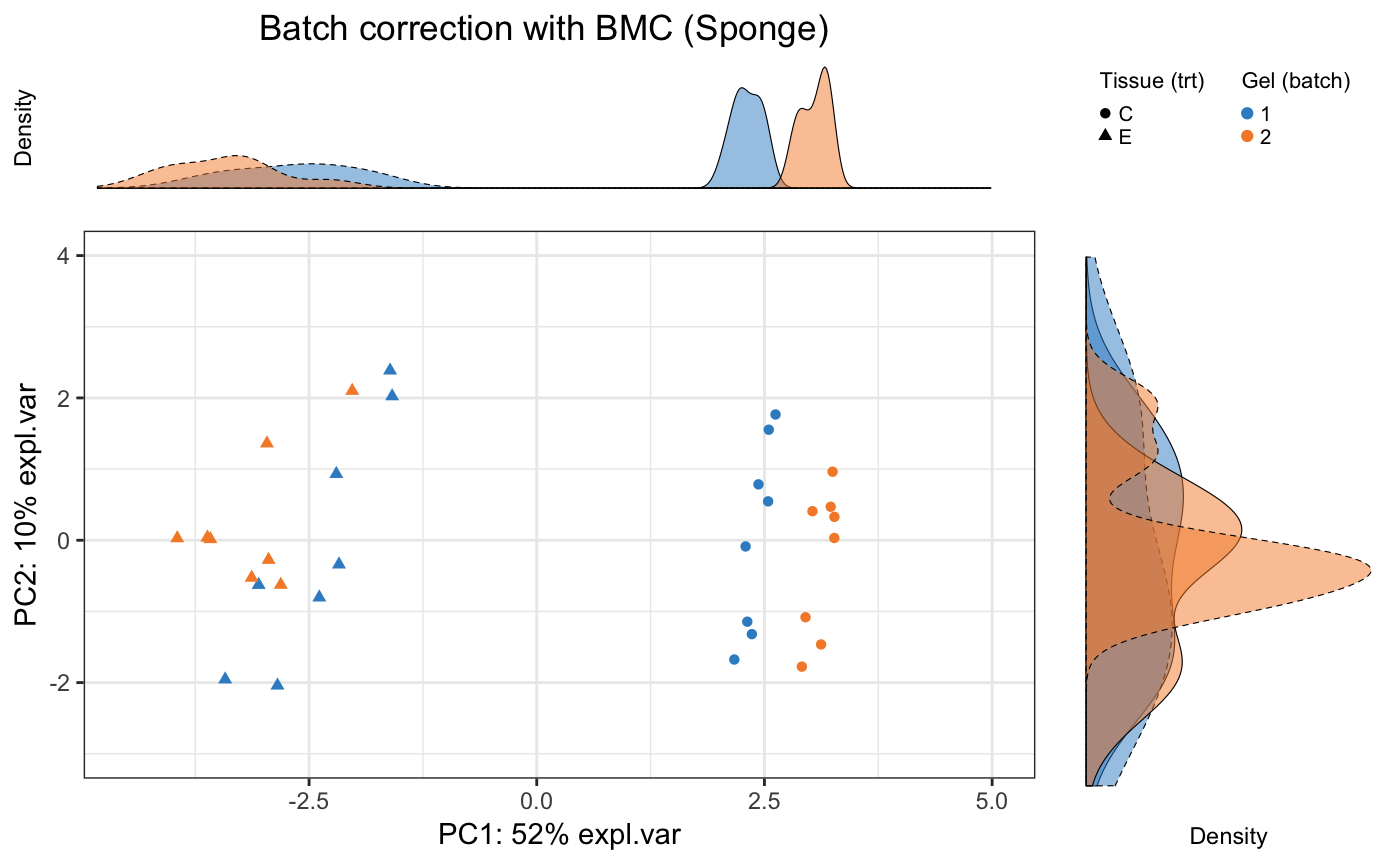 Batch correction with BMC (Sponge)
Density
Tissue (trt)
C
E
Gel (batch)
1
2
4
2
0
-2
PC2: 10% expl.var
-2.5
0.0
2.5
5.0
PC1: 52% expl.var
Density